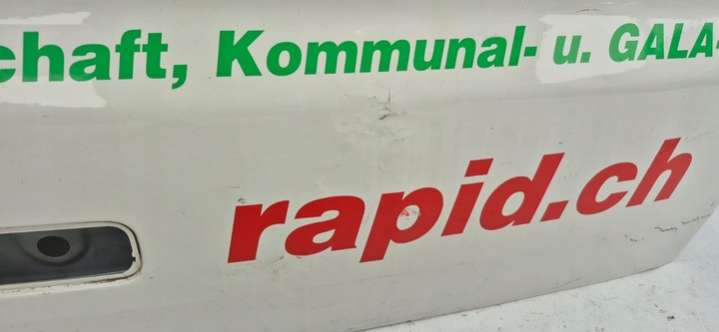 chaft, Kommunal- u. GALA-
rapid.ch